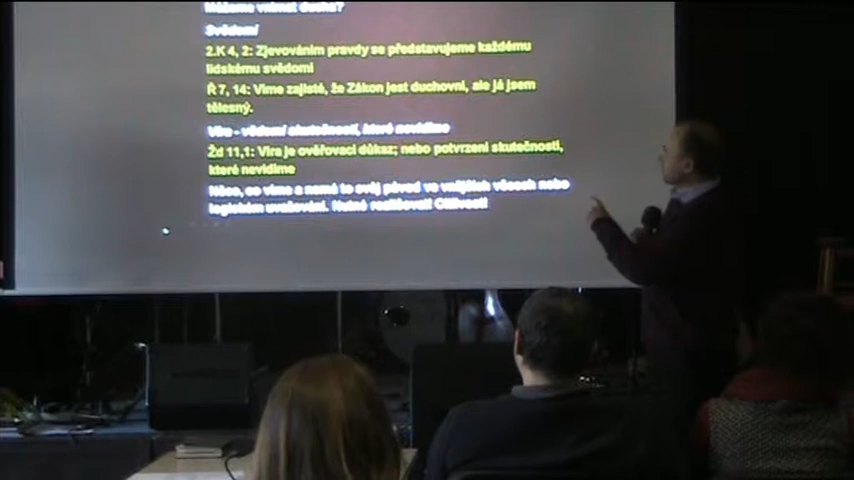 Můžeme vnímat ducha?
Svědomí
2.K 4, 2: Zjevováním pravdy se představujeme každému
lidskému svědomí
Ř 7, 14: Víme zajisté, že Zákon jest duchovní, ale já jsem
tělesný.
Víra - vědomí skutečností, které nevidíme
Žd 11,1: Víra je ověřovací důkaz; nebo potvrzení skutečností,
které nevidíme
Něco, co víme a nemá to svůj původ ve vnějších věcech nebo
logickém uvažování. Nutné rozlišovat! Citlivost!